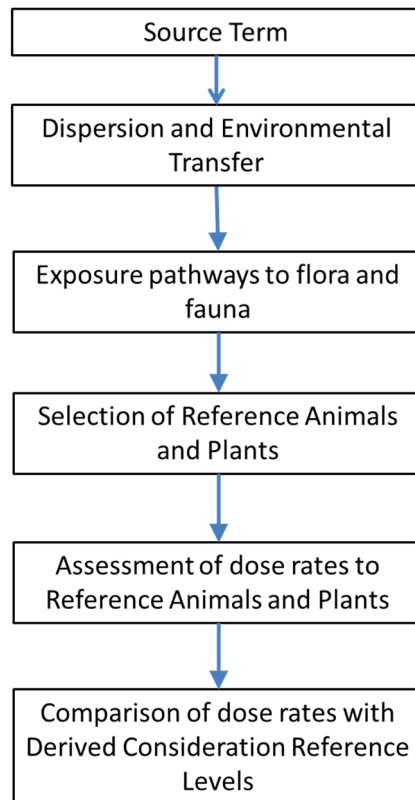 Source Term
Dispersion and Environmental
Transfer
Exposure pathways to flora and
fauna
Selection of Reference Animals
and Plants
Assessment of dose rates to
Reference Animals and Plants
Comparison of dose rates with
Derived Consideration Reference
Levels